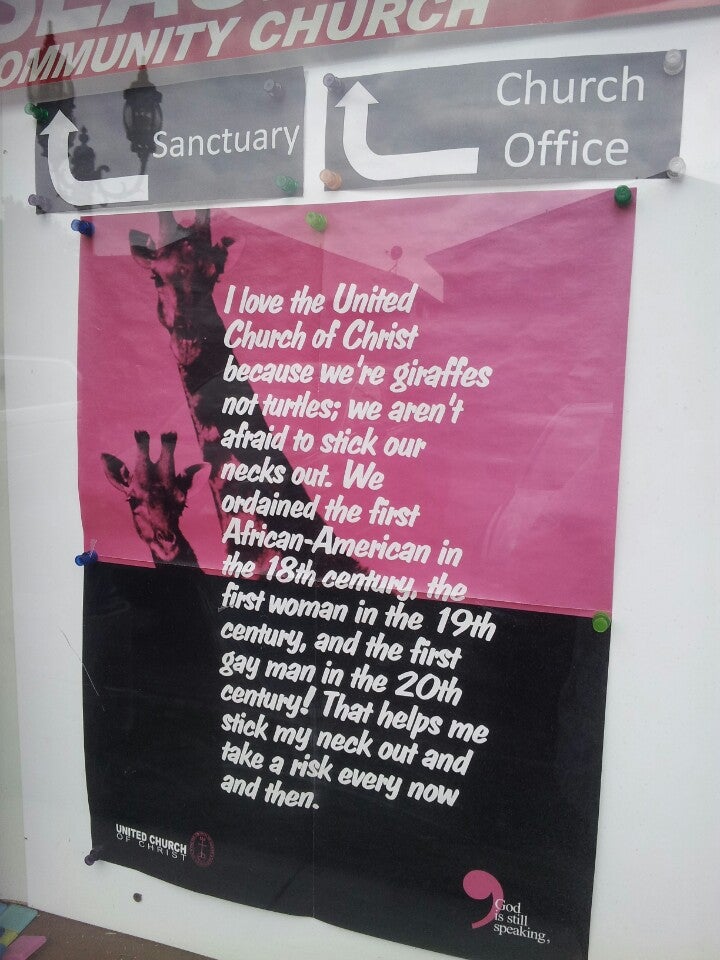 COMMUNITY CHURCH
Sanctuary
Church
Office
I love the United
Church of Christ
because we're giraffes
not turtles; we aren't
afraid to stick our
necks out. We
ordained the first
African-American in
the 18th century, the
first woman in the 19th
century, and the first
gay man in the 20th
century! That helps me
stick my neck out and
take a risk every now
and then.
UNITED CHURCH
OF CHRIST
God
is still
speaking,